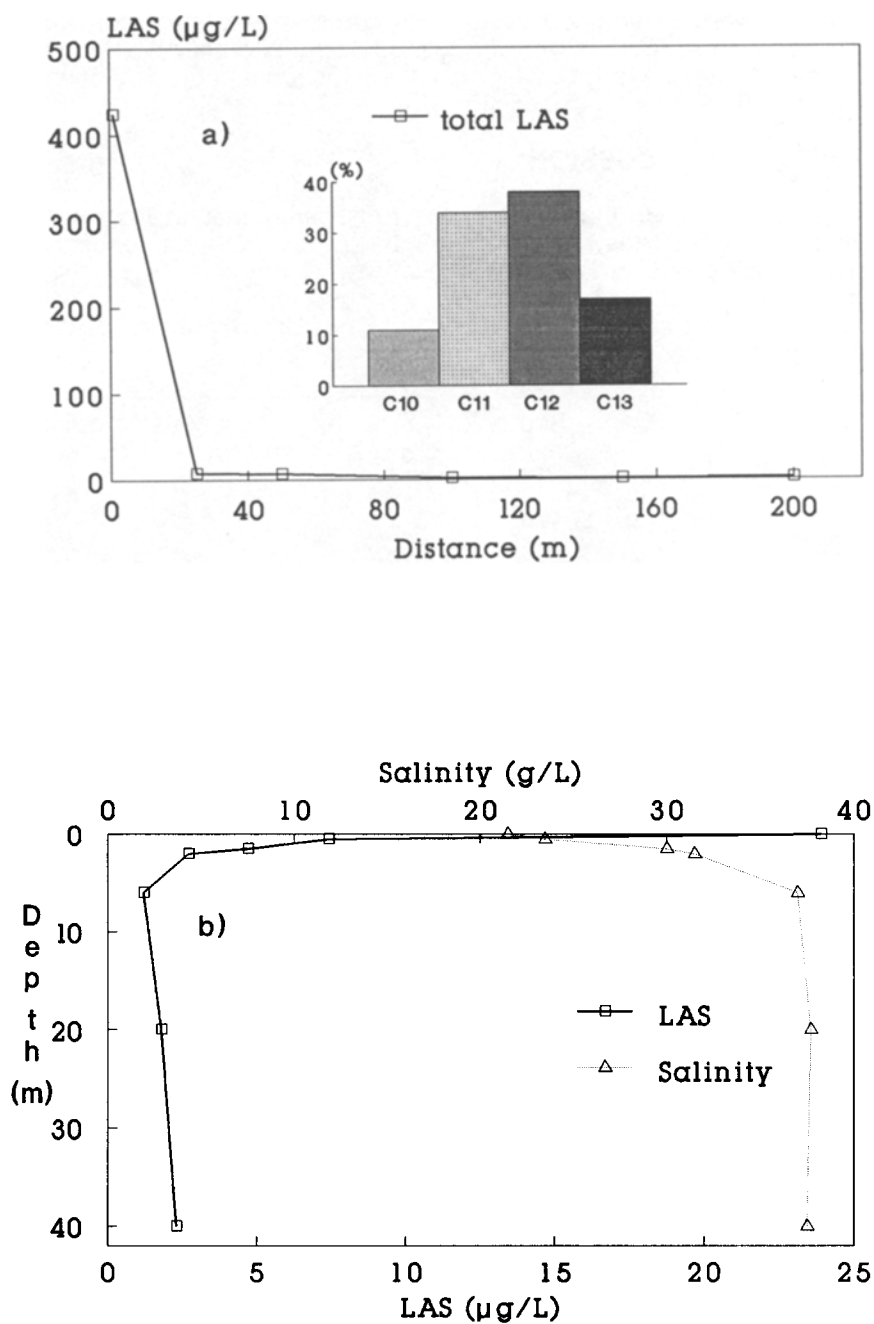 LAS (µg/L)
500
400
300
200
100
0
a)
total LAS
(%)
40
30
20
10
0
C10 C11 C12 C13
0 40 80 120 160 200
Distance (m)
Salinity (g/L)
0 10 20 30 40
0
10
20
30
40
Depth
(m)
b)
LAS
Salinity
0 5 10 15 20 25
LAS (µg/L)